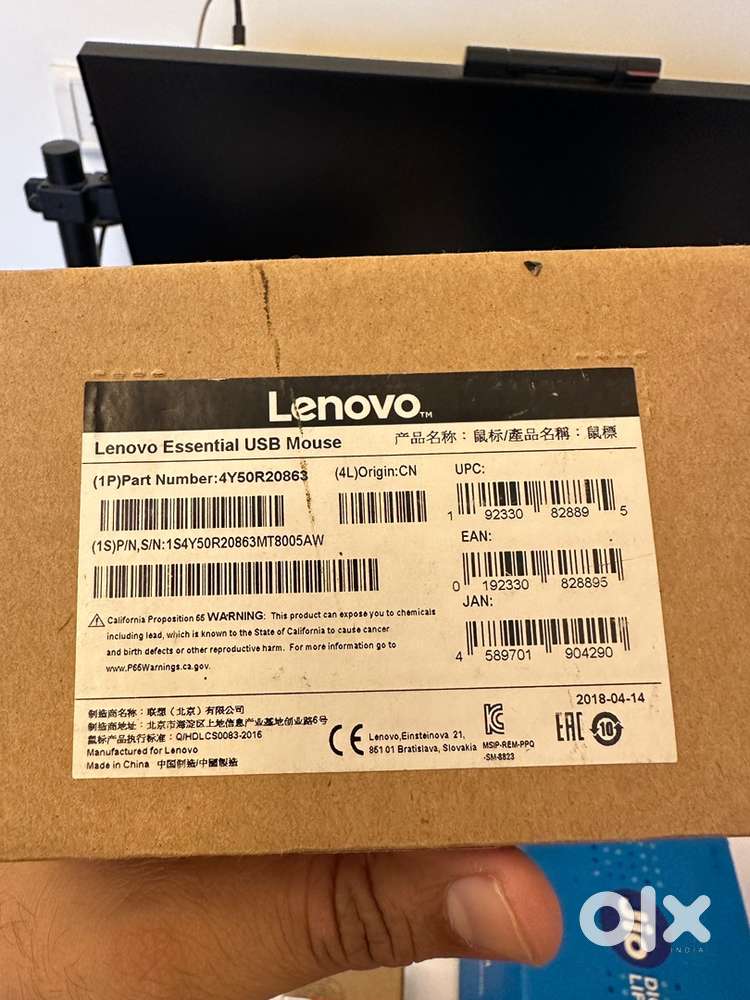 Lenovo™
Lenovo Essential USB Mouse 产品名称：鼠标/產品名稱：鼠標
(1P)Part Number:4Y50R20863
(4L)Origin:CN
(1S)P/N,S/N:1S4Y50R20863MT8005AW
UPC:
1 92330 82889 5
EAN:
0 192330 828895
JAN:
4 589701 904290
California Proposition 65 WARNING: This product can expose you to chemicals
including lead, which is known to the State of California to cause cancer
and birth defects or other reproductive harm. For more information go to
www.P65Warnings.ca.gov.
制造商名称：联想（北京）有限公司
制造商地址：北京市海淀区上地信息产业基地创业路6号
鼠标产品执行标准：Q/HDLCS0083-2016
Manufactured for Lenovo
Made in China 中国制造/中國製造
CE
Lenovo,Einsteinova 21,
851 01 Bratislava, Slovakia
MSIP-REM-PPQ
-SM-8823
2018-04-14
EAC
10
Jio
olx
INDIA